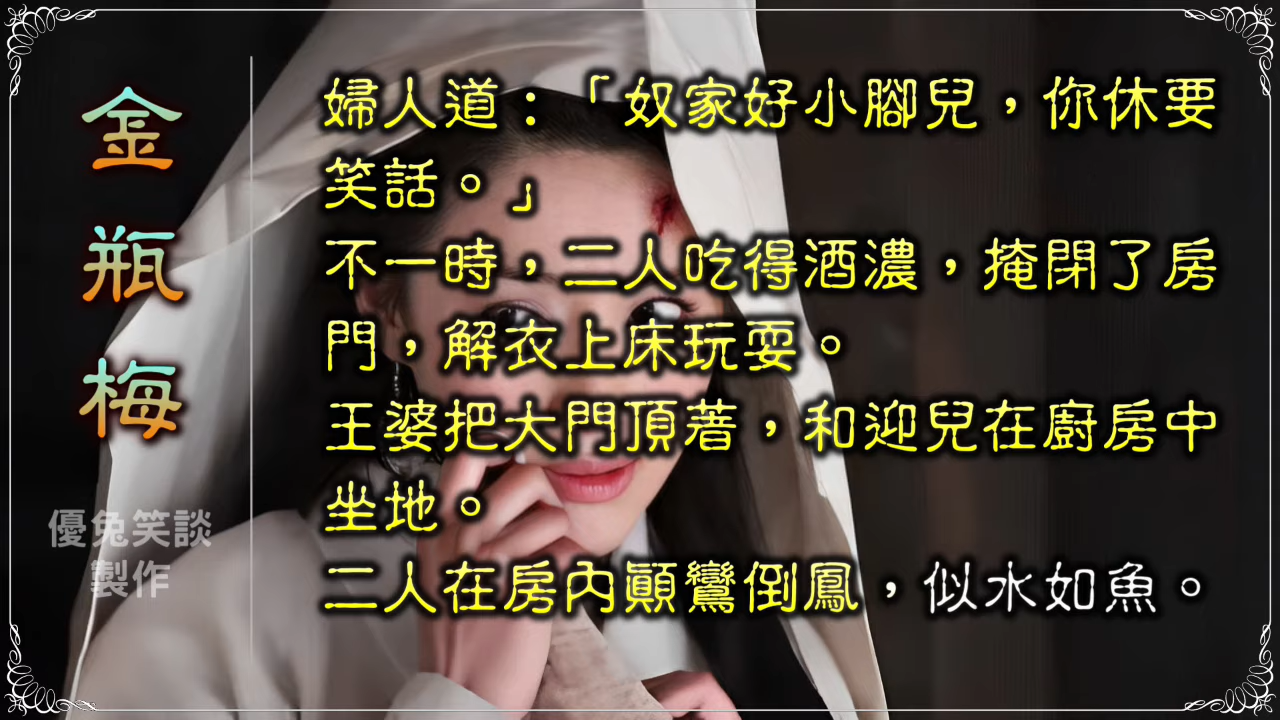 金瓶梅
優兔笑談
製作
婦人道：「奴家好小腳兒，你休要
笑話。」
不一時，二人吃得酒濃，掩閉了房
門，解衣上床玩耍。
王婆把大門頂著，和迎兒在廚房中
坐地。
二人在房內顛鸞倒鳳，似水如魚。